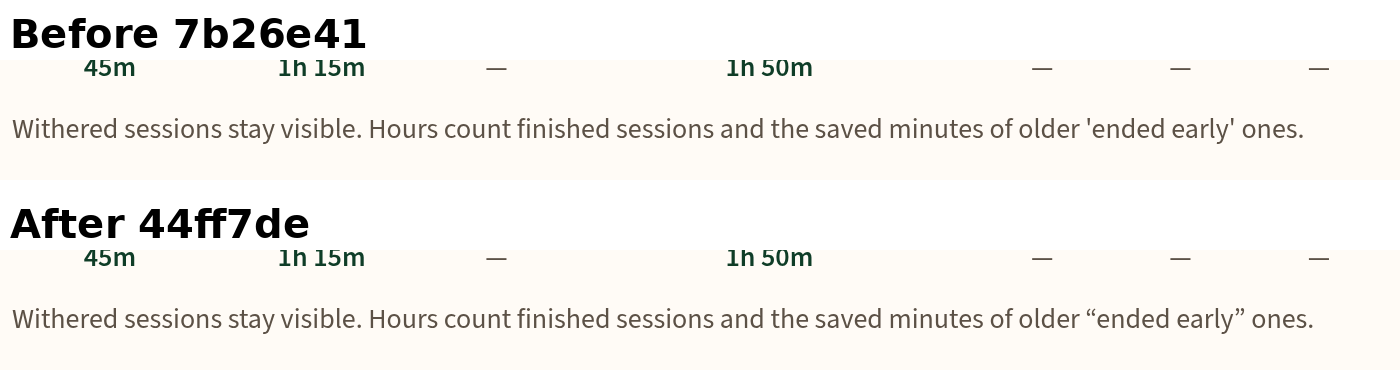 Before 7b26e41
45m 1h 15m — 1h 50m — — —
Withered sessions stay visible. Hours count finished sessions and the saved minutes of older 'ended early' ones.
After 44ff7de
45m 1h 15m — 1h 50m — — —
Withered sessions stay visible. Hours count finished sessions and the saved minutes of older “ended early” ones.